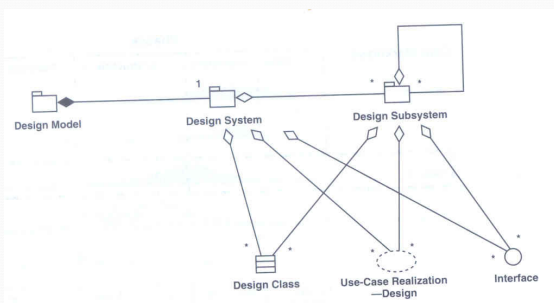 1
*
*
Design Model
Design System
Design Subsystem
*
*
*
*
*
*
Design Class
Use-Case Realization
—Design
Interface